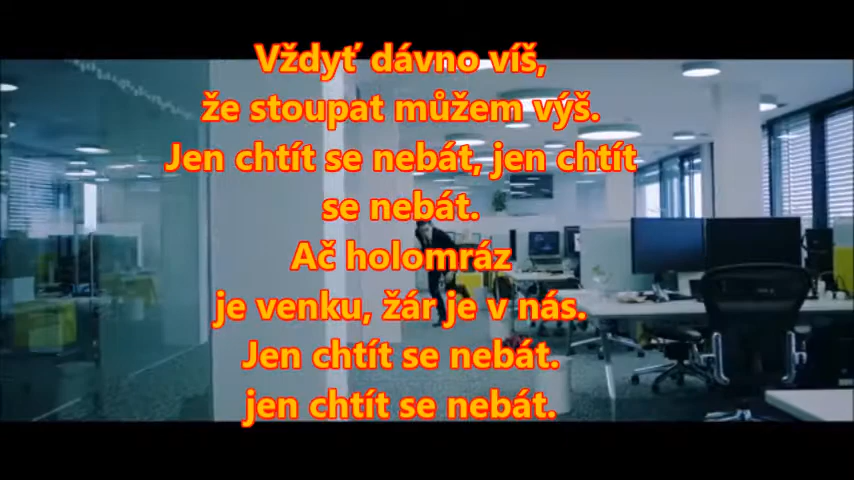 Vždyť dávno víš,
že stoupat můžem výš.
Jen chtít se nebát, jen chtít
se nebát.
Ač holomráz
je venku, žár je v nás.
Jen chtít se nebát.
jen chtít se nebát.